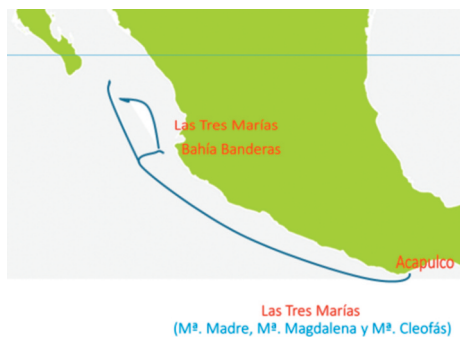 Las Tres Marías
Bahía Banderas
Acapulco
Las Tres Marías
(Mª. Madre, Mª. Magdalena y Mª. Cleofás)